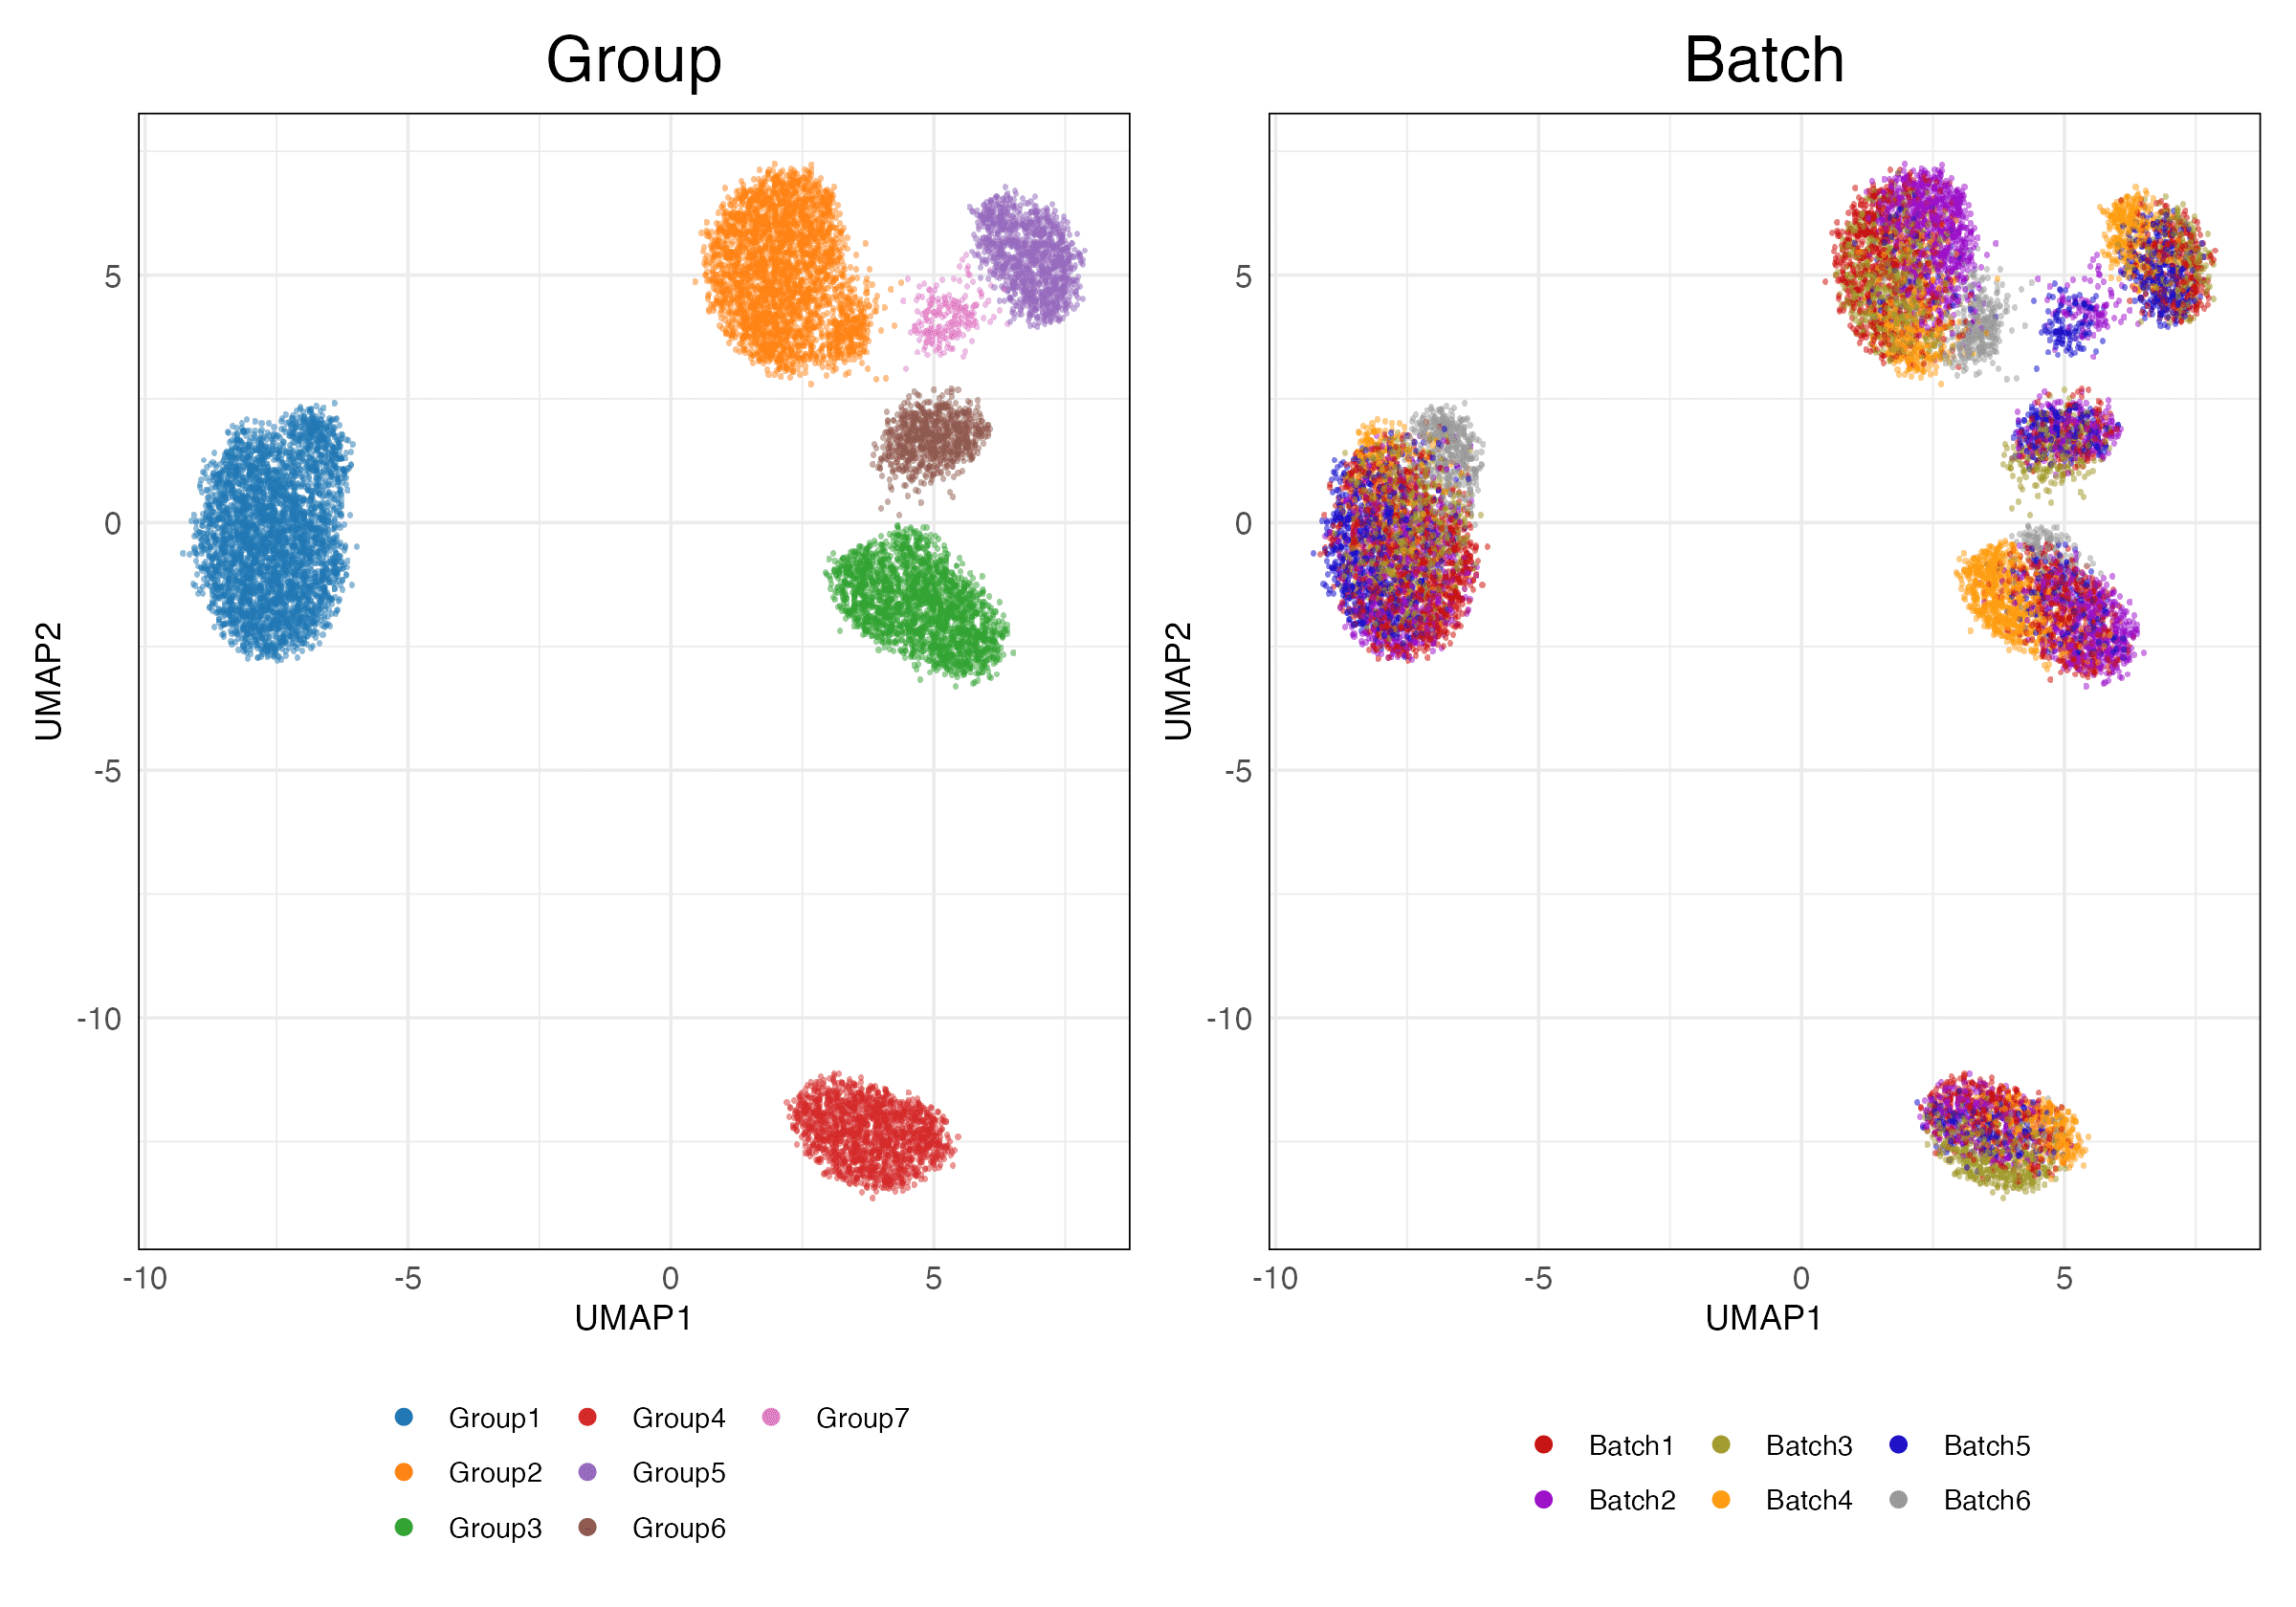 Group
Batch
5
0
-5
-10
UMAP2
-10 -5 0 5
UMAP1
5
0
-5
-10
UMAP2
-10 -5 0 5
UMAP1
Group1 Group4 Group7
Group2 Group5
Group3 Group6
Batch1 Batch3 Batch5
Batch2 Batch4 Batch6